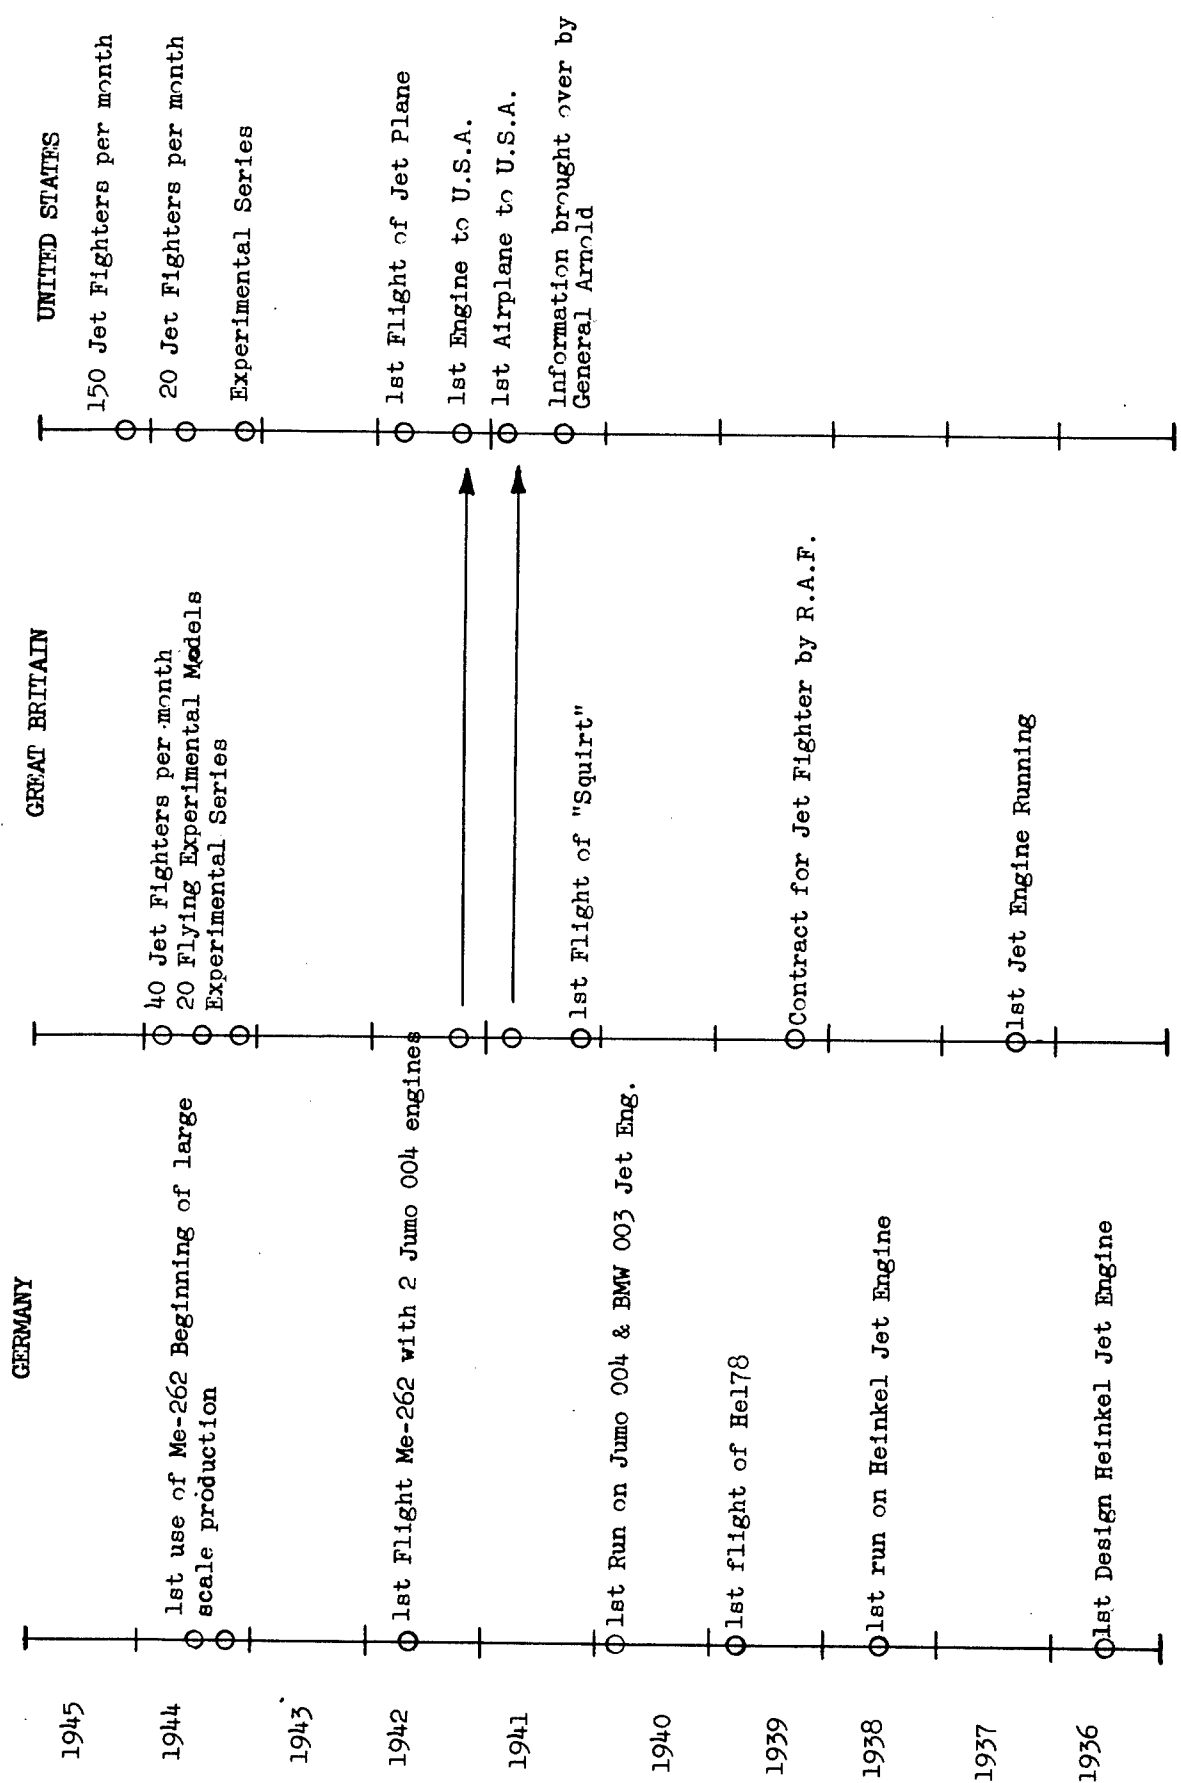 GERMANY
GREAT BRITAIN
UNITED STATES
1945
1944
1943
1942
1941
1940
1939
1938
1937
1936
1st use of Me-262 Beginning of large
scale production
1st Flight Me-262 with 2 Jumo 004 engines
1st Run on Jumo 004 & BMW 003 Jet Eng.
1st flight of He178
1st run on Heinkel Jet Engine
1st Design Heinkel Jet Engine
40 Jet Fighters per month
20 Flying Experimental Models
Experimental Series
1st Flight of "Squirt"
Contract for Jet Fighter by R.A.F.
1st Jet Engine Running
150 Jet Fighters per month
20 Jet Fighters per month
Experimental Series
1st Flight of Jet Plane
1st Engine to U.S.A.
1st Airplane to U.S.A.
Information brought over by
General Arnold